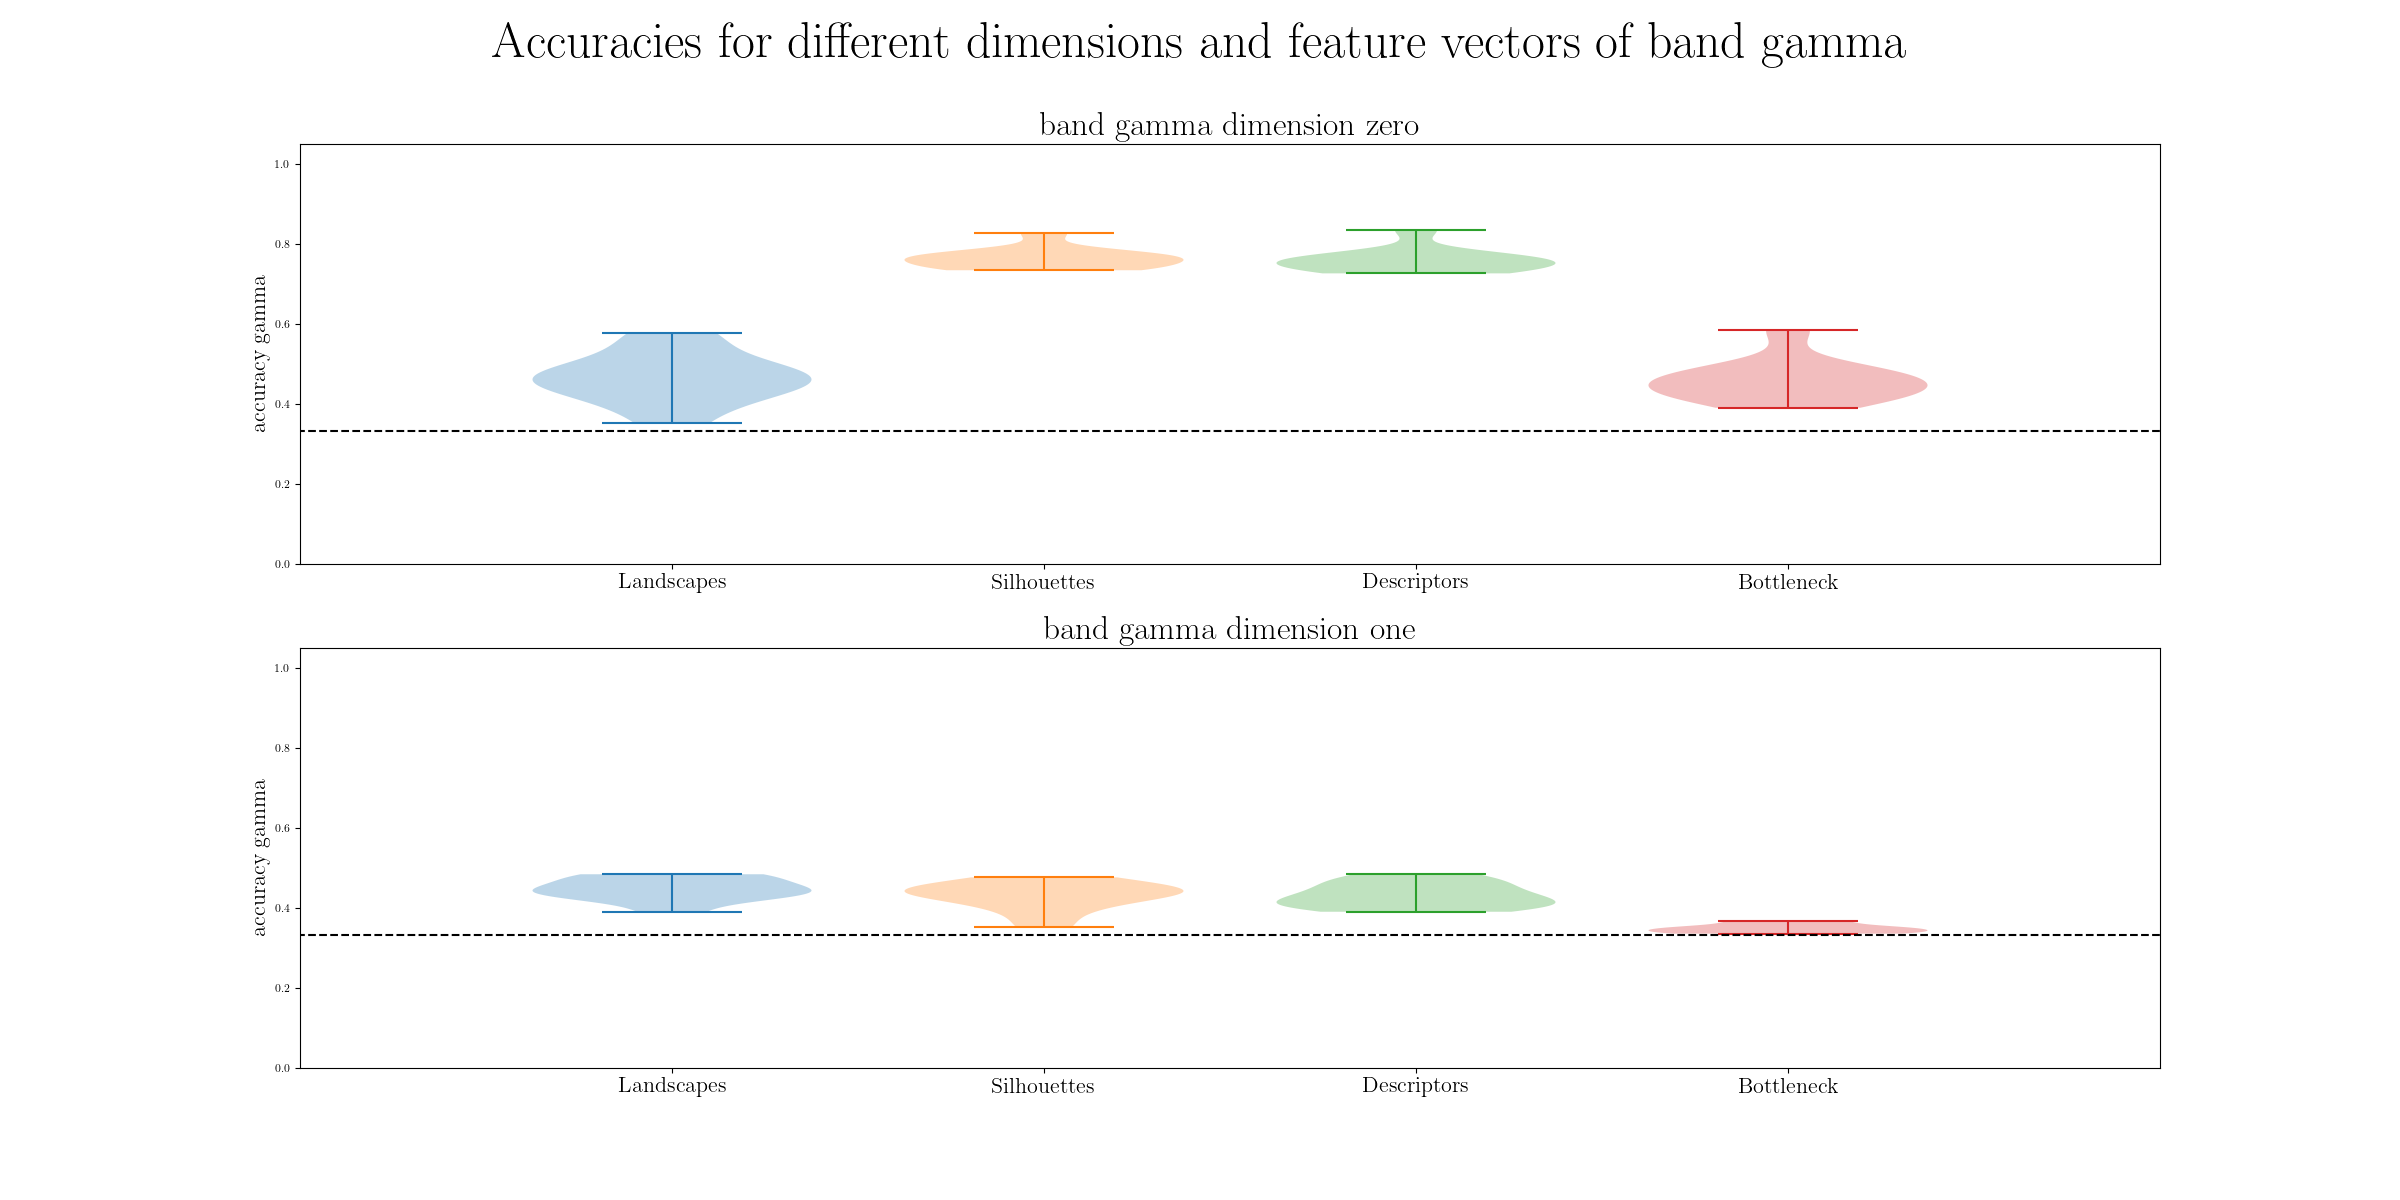 Accuracies for different dimensions and feature vectors of band gamma
band gamma dimension zero
accuracy gamma
1.0
0.8
0.6
0.4
0.2
0.0
Landscapes Silhouettes Descriptors Bottleneck
band gamma dimension one
accuracy gamma
1.0
0.8
0.6
0.4
0.2
0.0
Landscapes Silhouettes Descriptors Bottleneck